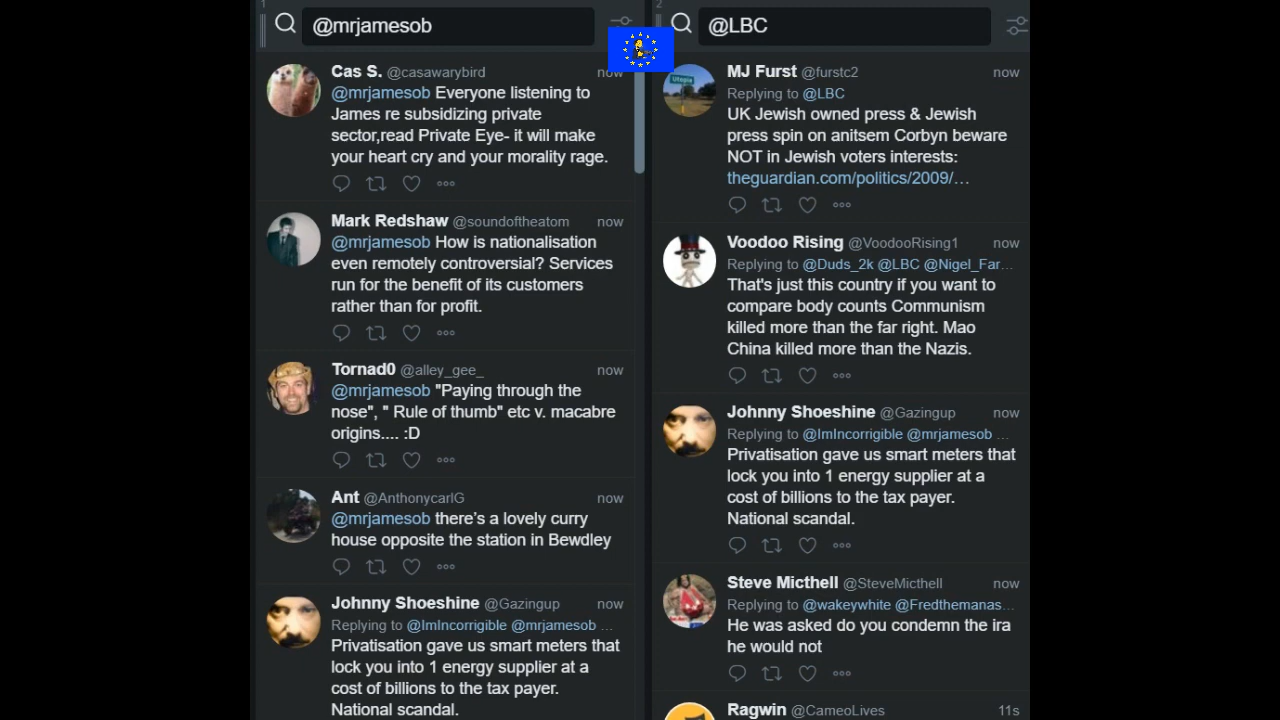 1
@mrjamesob
Cas S. @casawarybird now
@mrjamesob Everyone listening to
James re subsidizing private
sector,read Private Eye- it will make
your heart cry and your morality rage.
Mark Redshaw @soundoftheatom now
@mrjamesob How is nationalisation
even remotely controversial? Services
run for the benefit of its customers
rather than for profit.
Tornad0 @alley_gee_ now
@mrjamesob "Paying through the
nose", " Rule of thumb" etc v. macabre
origins.... :D
Ant @AnthonycarlG now
@mrjamesob there's a lovely curry
house opposite the station in Bewdley
Johnny Shoeshine @Gazingup now
Replying to @ImIncorrigible @mrjamesob ...
Privatisation gave us smart meters that
lock you into 1 energy supplier at a
cost of billions to the tax payer.
National scandal.
2
@LBC
MJ Furst @furstc2 now
Replying to @LBC
UK Jewish owned press & Jewish
press spin on anitsem Corbyn beware
NOT in Jewish voters interests:
theguardian.com/politics/2009/…
Voodoo Rising @VoodooRising1 now
Replying to @Duds_2k @LBC @Nigel_Far...
That's just this country if you want to
compare body counts Communism
killed more than the far right. Mao
China killed more than the Nazis.
Johnny Shoeshine @Gazingup now
Replying to @ImIncorrigible @mrjamesob ...
Privatisation gave us smart meters that
lock you into 1 energy supplier at a
cost of billions to the tax payer.
National scandal.
Steve Micthell @SteveMicthell now
Replying to @wakeywhite @Fredthemanas...
He was asked do you condemn the ira
he would not
Ragwin @CameoLives 11s